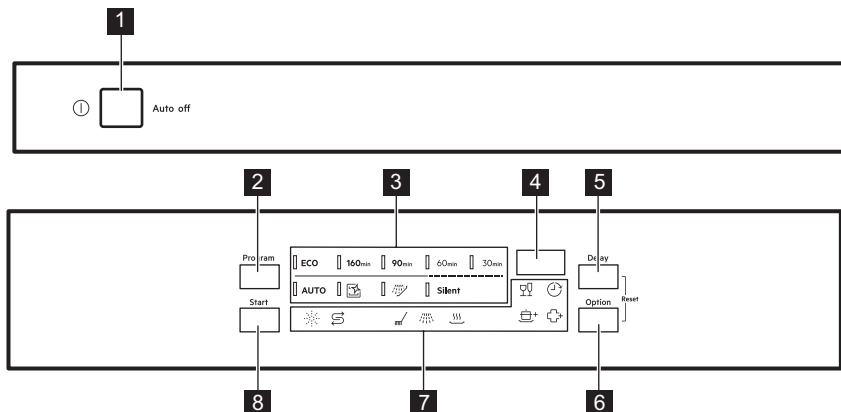 1
Auto off
2
3
4
5
Program
ECO 160min 90min 60min 30min
Delay
AUTO Silent
Start
Option
Reset
8
7
6